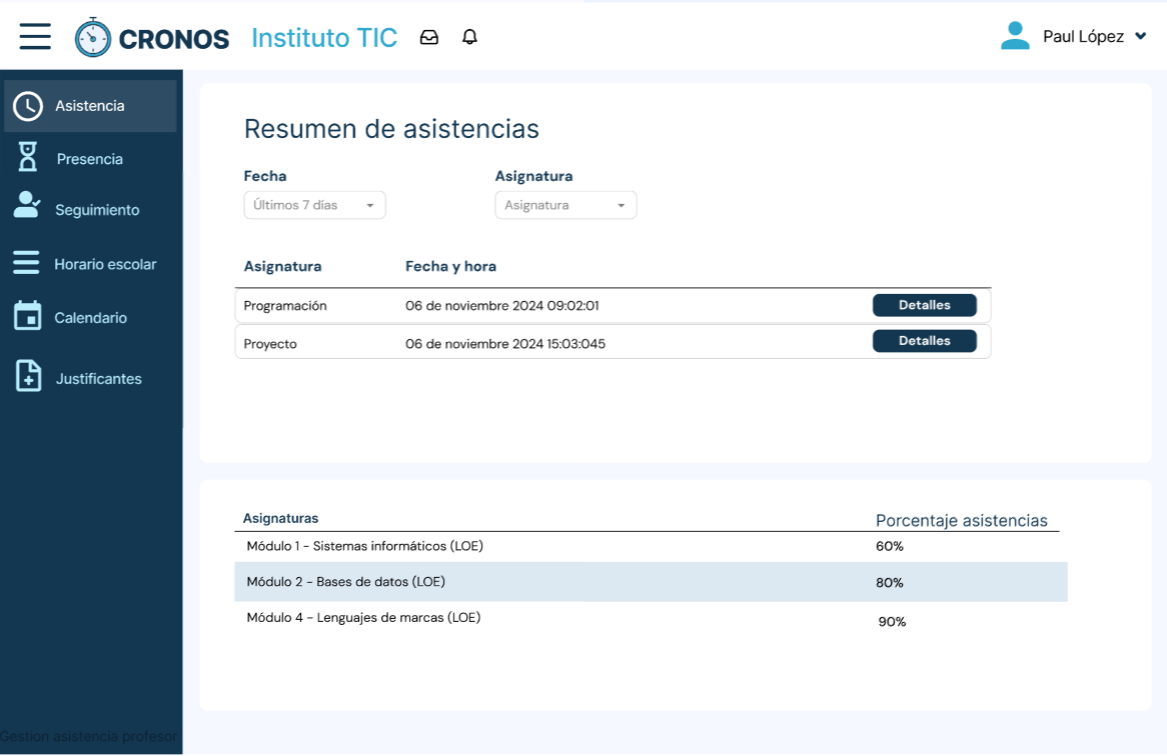 CRONOS Instituto TIC Paul López
Asistencia
Presencia
Seguimiento
Horario escolar
Calendario
Justificantes
Gestion asistencia profesor
Resumen de asistencias
Fecha Asignatura
Últimos 7 días Asignatura
Asignatura Fecha y hora
Programación 06 de noviembre 2024 09:02:01 Detalles
Proyecto 06 de noviembre 2024 15:03:045 Detalles
Asignaturas Porcentaje asistencias
Módulo 1 - Sistemas informáticos (LOE) 60%
Módulo 2 - Bases de datos (LOE) 80%
Módulo 4 - Lenguajes de marcas (LOE) 90%